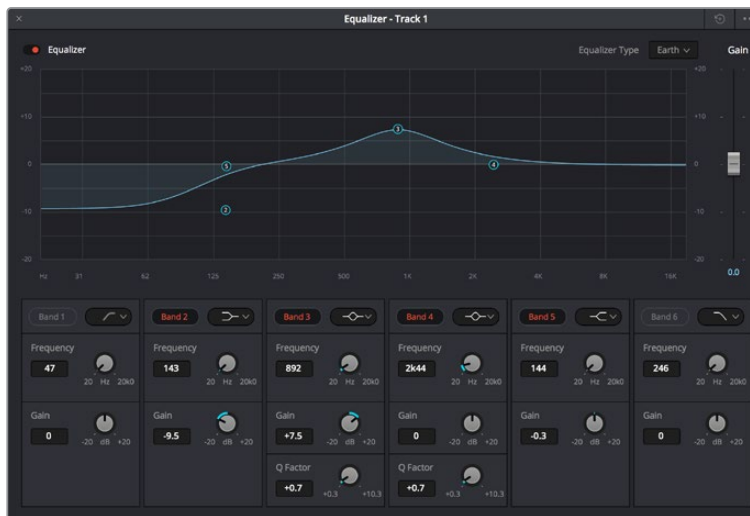 Equalizer - Track 1
Equalizer Equalizer Type Earth Gain
+20 +20
+10 +10
0 0
-10 -10
-20 -20
3
5 4
2
Hz 31 62 125 250 500 1K 2K 4K 8K 16K 0.0
Band 1 Band 2 Band 3 Band 4 Band 5 Band 6
Frequency Frequency Frequency Frequency Frequency Frequency
47 143 892 2k44 144 246
20 Hz 20k0 20 Hz 20k0 20 Hz 20k0 20 Hz 20k0 20 Hz 20k0 20 Hz 20k0
Gain Gain Gain Gain Gain Gain
0 -9.5 +7.5 0 -0.3 0
-20 dB +20 -20 dB +20 -20 dB +20 -20 dB +20 -20 dB +20 -20 dB +20
Q Factor Q Factor
+0.7 +0.7
+0.3 +10.3 +0.3 +10.3